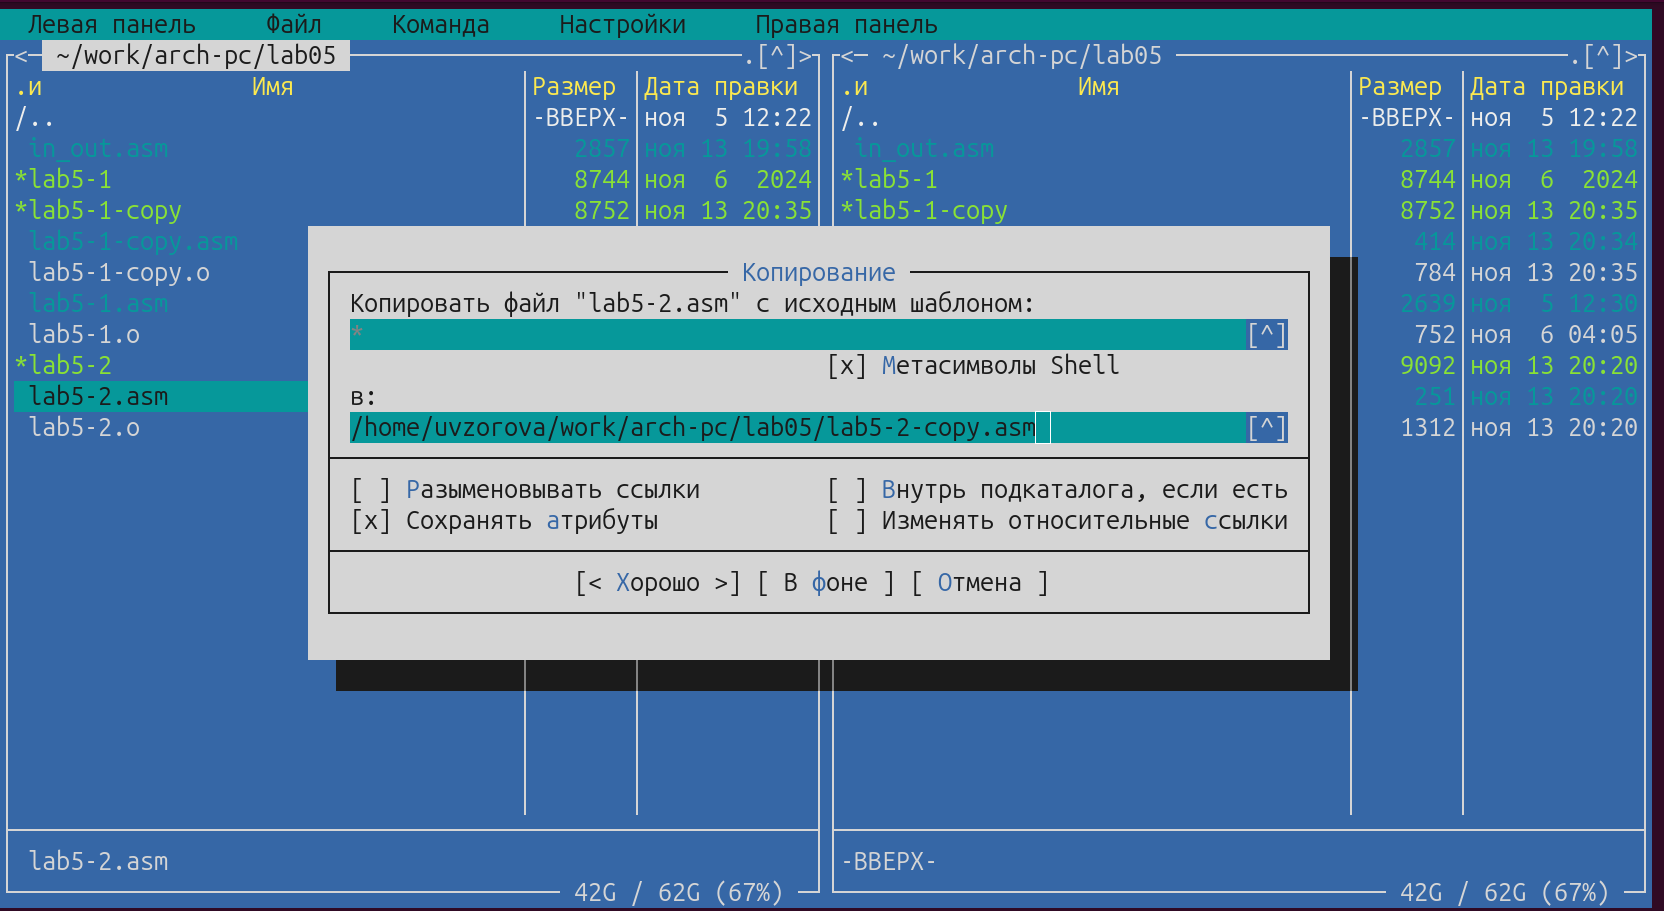 Левая панель Файл Команда Настройки Правая панель
<─ ~/work/arch-pc/lab05 .[^]> <─ ~/work/arch-pc/lab05 .[^]>
.и Имя Размер Дата правки .и Имя Размер Дата правки
/.. -ВВЕРХ- ноя 5 12:22 /.. -ВВЕРХ- ноя 5 12:22
in_out.asm 2857 ноя 13 19:58 in_out.asm 2857 ноя 13 19:58
*lab5-1 8744 ноя 6 2024 *lab5-1 8744 ноя 6 2024
*lab5-1-copy 8752 ноя 13 20:35 *lab5-1-copy 8752 ноя 13 20:35
lab5-1-copy.asm 414 ноя 13 20:34
lab5-1-copy.o Копирование 784 ноя 13 20:35
lab5-1.asm Копировать файл "lab5-2.asm" с исходным шаблоном: 2639 ноя 5 12:30
lab5-1.o * [^] 752 ноя 6 04:05
*lab5-2 [x] Метасимволы Shell 9092 ноя 13 20:20
lab5-2.asm в: 251 ноя 13 20:20
lab5-2.o /home/uvzorova/work/arch-pc/lab05/lab5-2-copy.asm [^] 1312 ноя 13 20:20
[ ] Разыменовывать ссылки [ ] Внутрь подкаталога, если есть
[x] Сохранять атрибуты [ ] Изменять относительные ссылки
[< Хорошо >] [ В фоне ] [ Отмена ]
lab5-2.asm -ВВЕРХ-
42G / 62G (67%) 42G / 62G (67%)